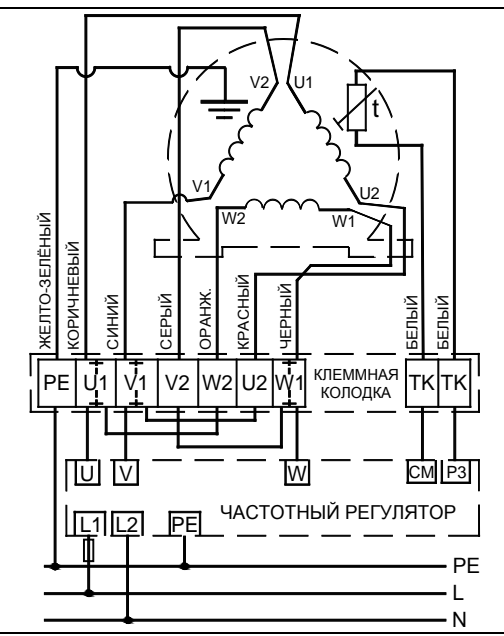 V2 U1
t
V1
U2
W2
W1
ЖЕЛТО-ЗЕЛЁНЫЙ
КОРИЧНЕВЫЙ
СИНИЙ
СЕРЫЙ
ОРАНЖ.
КРАСНЫЙ
ЧЕРНЫЙ
БЕЛЫЙ
БЕЛЫЙ
PE U1 V1 V2 W2 U2 W1
КЛЕММНАЯ
КОЛОДКА
TK TK
U V W CM P3
ЧАСТОТНЫЙ РЕГУЛЯТОР
L1 L2 PE
PE
L
N